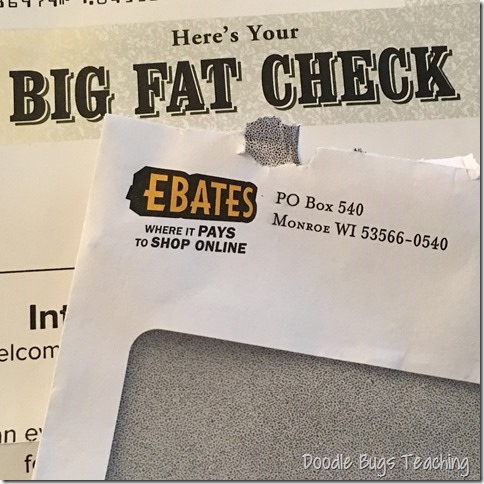 Here's Your
BIG FAT CHECK
EBATES
WHERE IT PAYS
TO SHOP ONLINE
PO Box 540
Monroe WI 53566-0540
Doodle Bugs Teaching